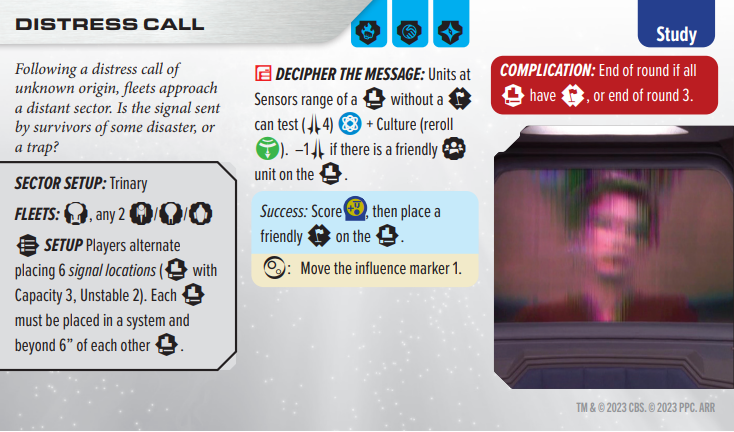 DISTRESS CALL
Study
Following a distress call of
unknown origin, fleets approach
a distant sector. Is the signal sent
by survivors of some disaster, or
a trap?
SECTOR SETUP: Trinary
FLEETS: , any 2 / /
SETUP Players alternate
placing 6 signal locations ( with
Capacity 3, Unstable 2). Each
must be placed in a system and
beyond 6” of each other .
DECIPHER THE MESSAGE: Units at
Sensors range of a without a
can test ( 4) + Culture (reroll
). –1 if there is a friendly
unit on the .
Success: Score , then place a
friendly on the .
: Move the influence marker 1.
COMPLICATION: End of round if all
have , or end of round 3.
TM & © 2023 CBS. © 2023 PPC. ARR